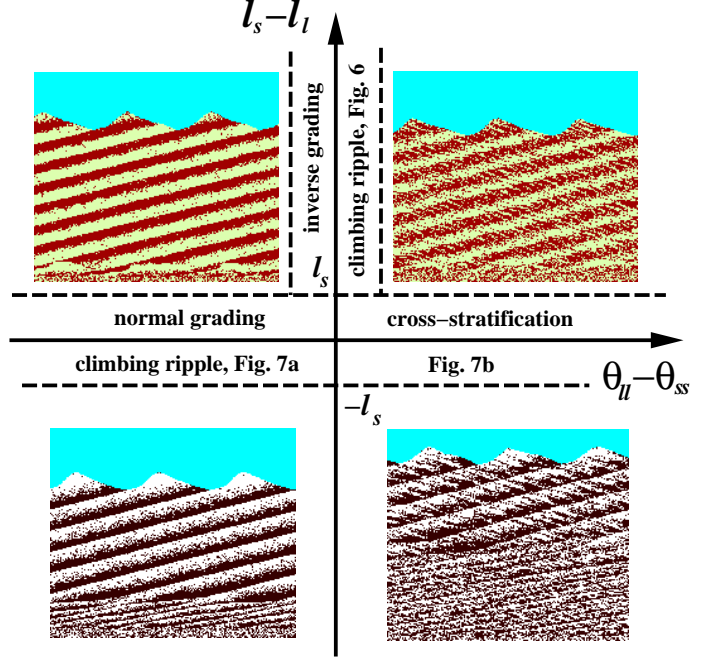 l_s−l_l
inverse grading
climbing ripple, Fig. 6
l_s
normal grading
cross−stratification
climbing ripple, Fig. 7a
Fig. 7b
θ_ll−θ_ss
−l_s